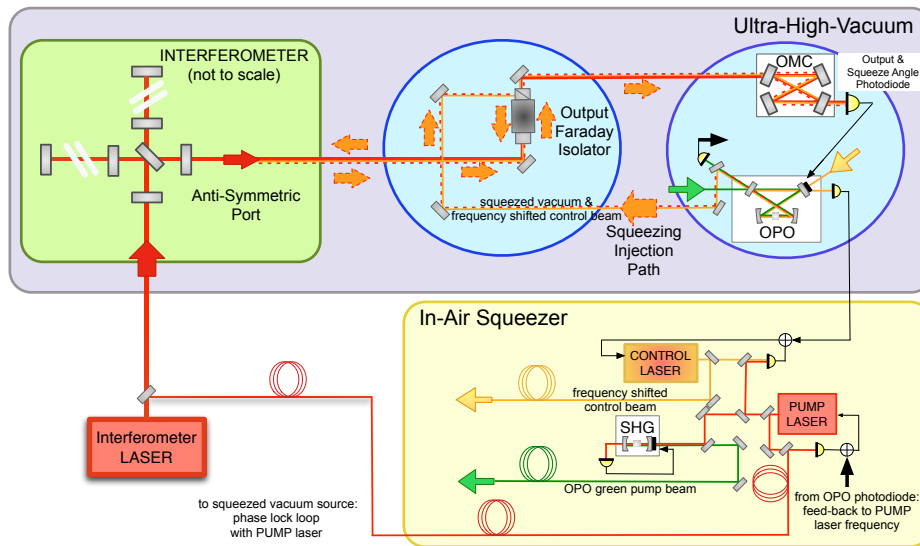 Ultra-High-Vacuum
INTERFEROMETER
(not to scale)
OMC
Output &
Squeeze Angle
Photodiode
Output
Faraday
Isolator
Anti-Symmetric
Port
squeezed vacuum &
frequency shifted control beam
Squeezing
Injection
Path
OPO
In-Air Squeezer
CONTROL
LASER
frequency shifted
control beam
PUMP
LASER
SHG
Interferometer
LASER
OPO green pump beam
to squeezed vacuum source:
phase lock loop
with PUMP laser
from OPO photodiode:
feed-back to PUMP
laser frequency